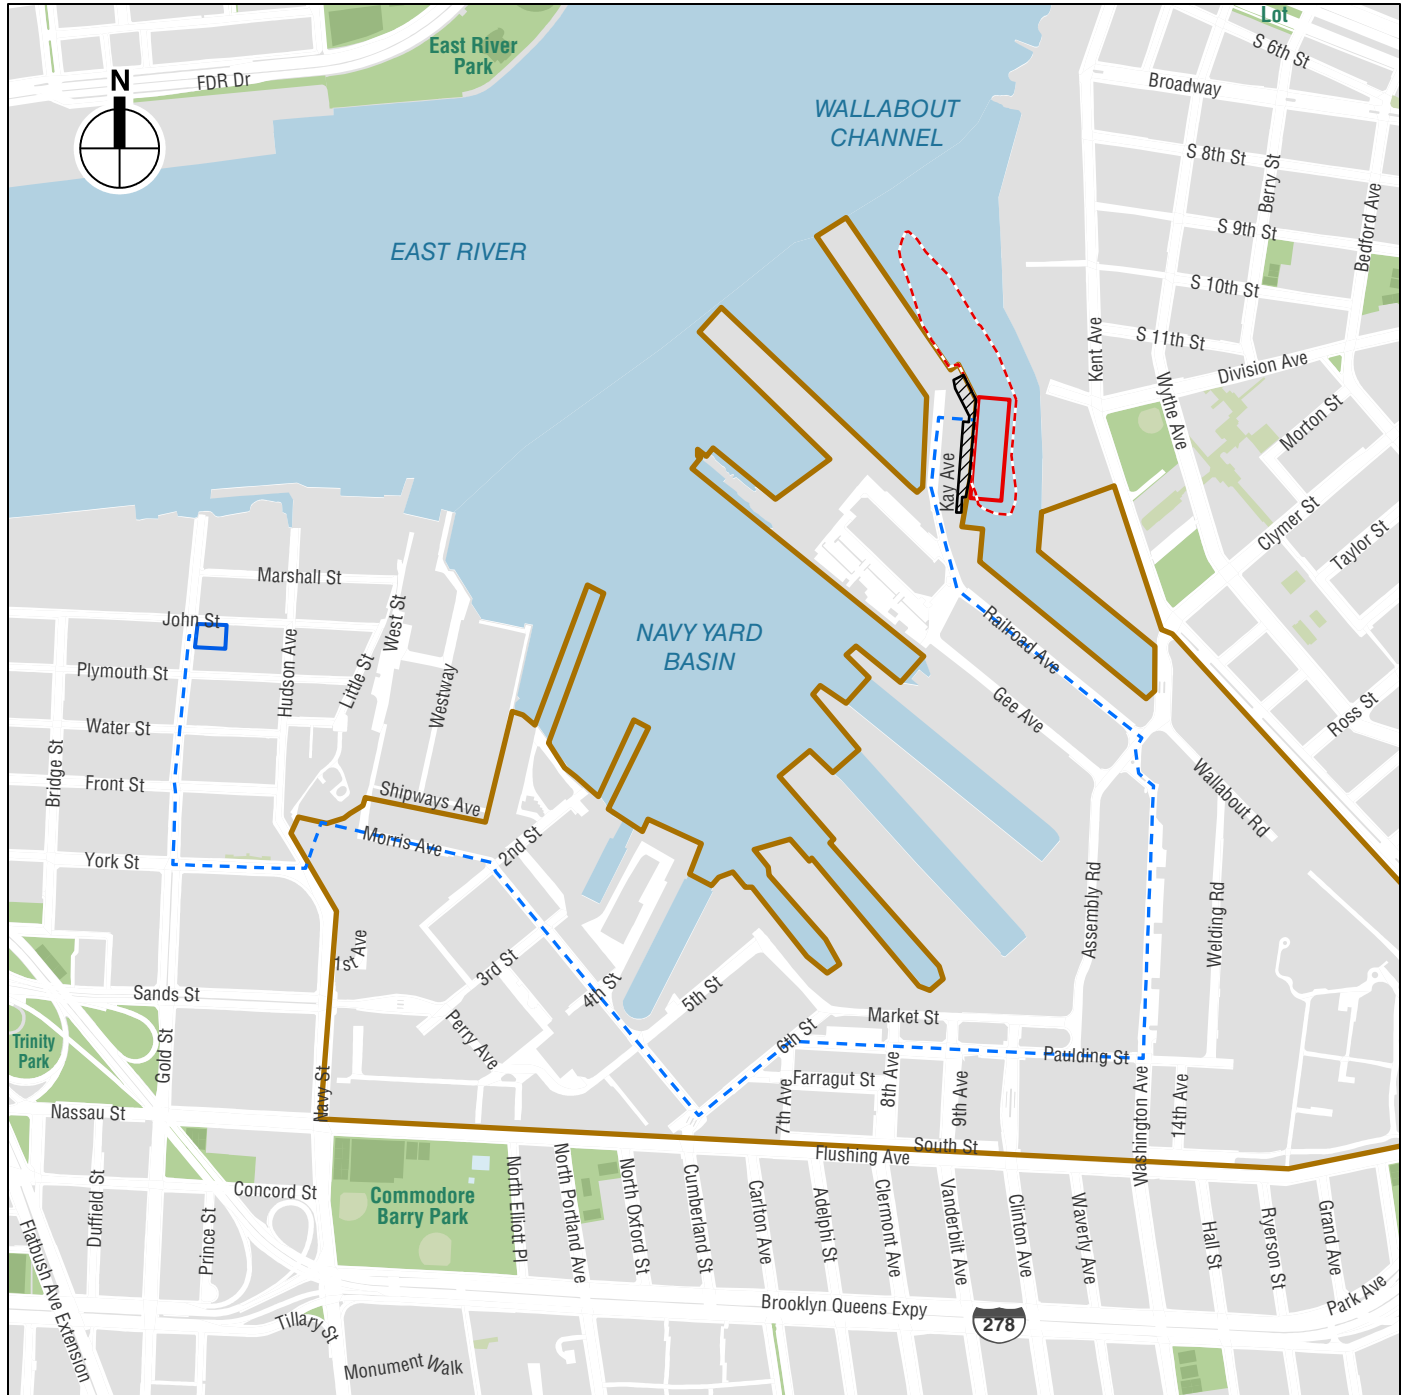 Lot
S 6th St
East River
Park
FDR Dr
N
Broadway
WALLABOUT
CHANNEL
S 8th St
Berry St
Bedford Ave
S 9th St
EAST RIVER
S 10th St
Kent Ave
S 11th St
Division Ave
Wythe Ave
Morton St
Kay Ave
Clymer St
Taylor St
Marshall St
John St
West St
Railroad Ave
NAVY YARD
BASIN
Hudson Ave
Little St
Plymouth St
Westway
Gee Ave
Ross St
Water St
Bridge St
Front St
Shipways Ave
Wallabout Rd
Morris Ave
2nd St
York St
Assembly Rd
Welding Rd
1st Ave
3rd St
4th St
5th St
Sands St
Market St
Perry Ave
6th St
Trinity
Park
Gold St
Paulding St
Farragut St
8th Ave
9th Ave
7th Ave
Navy St
Washington Ave
14th Ave
Nassau St
South St
Flushing Ave
Duffield St
Concord St
Commodore
Barry Park
North Elliott Pl
North Portland Ave
North Oxford St
Cumberland St
Carlton Ave
Adelphi St
Clermont Ave
Vanderbilt Ave
Clinton Ave
Waverly Ave
Hall St
Ryerson St
Grand Ave
Prince St
Flatbush Ave Extension
Park Ave
Brooklyn Queens Expy
278
Tillary St
Monument Walk